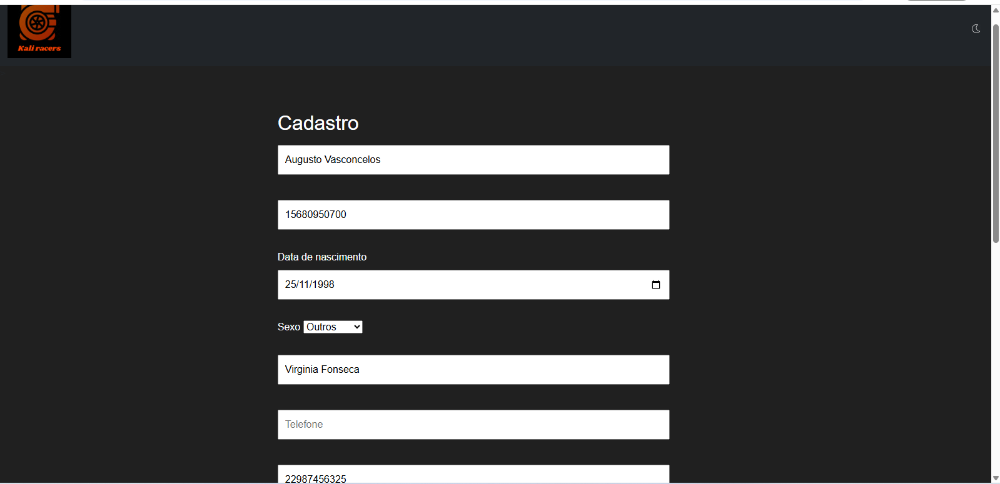 Kali racers
Cadastro
Augusto Vasconcelos
15680950700
Data de nascimento
25/11/1998
Sexo Outros
Virginia Fonseca
Telefone
22987456325